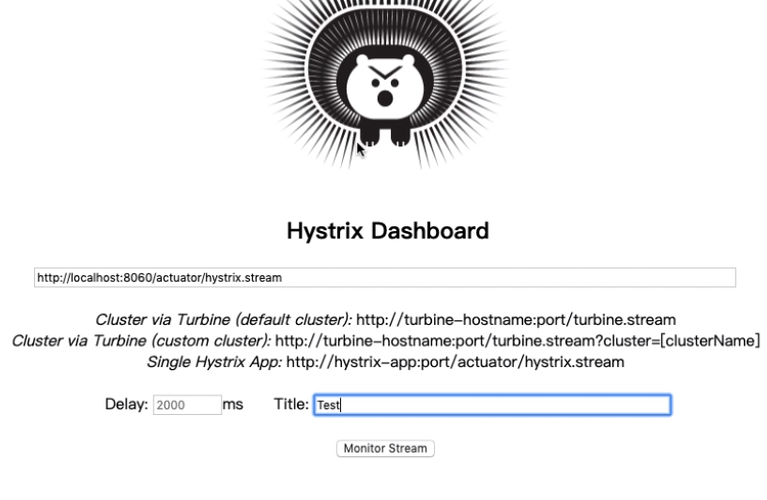 Hystrix Dashboard
http://localhost:8060/actuator/hystrix.stream
Cluster via Turbine (default cluster): http://turbine-hostname:port/turbine.stream
Cluster via Turbine (custom cluster): http://turbine-hostname:port/turbine.stream?cluster=[clusterName]
Single Hystrix App: http://hystrix-app:port/actuator/hystrix.stream
Delay: 2000 ms Title: Test
Monitor Stream